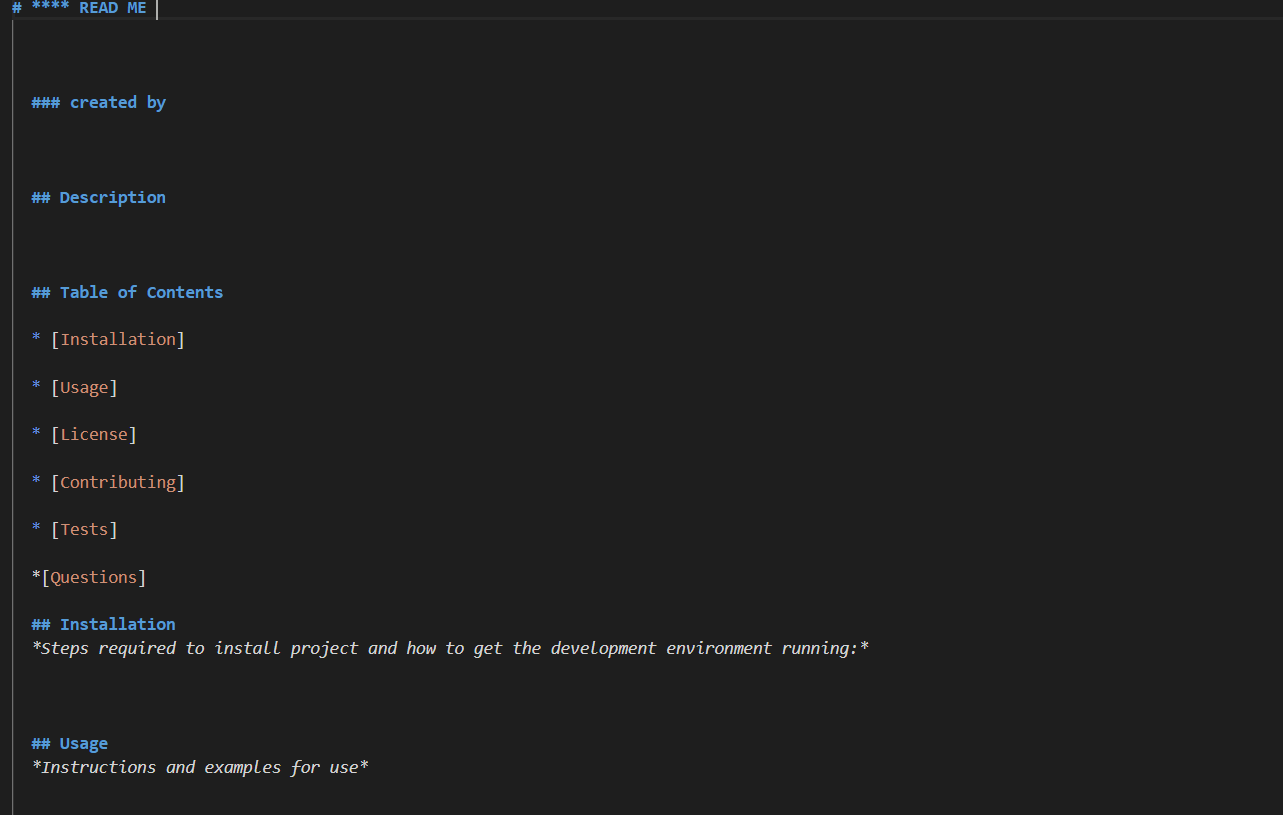 # **** READ ME
### created by
## Description
## Table of Contents
* [Installation]
* [Usage]
* [License]
* [Contributing]
* [Tests]
*[Questions]
## Installation
*Steps required to install project and how to get the development environment running:*
## Usage
*Instructions and examples for use*